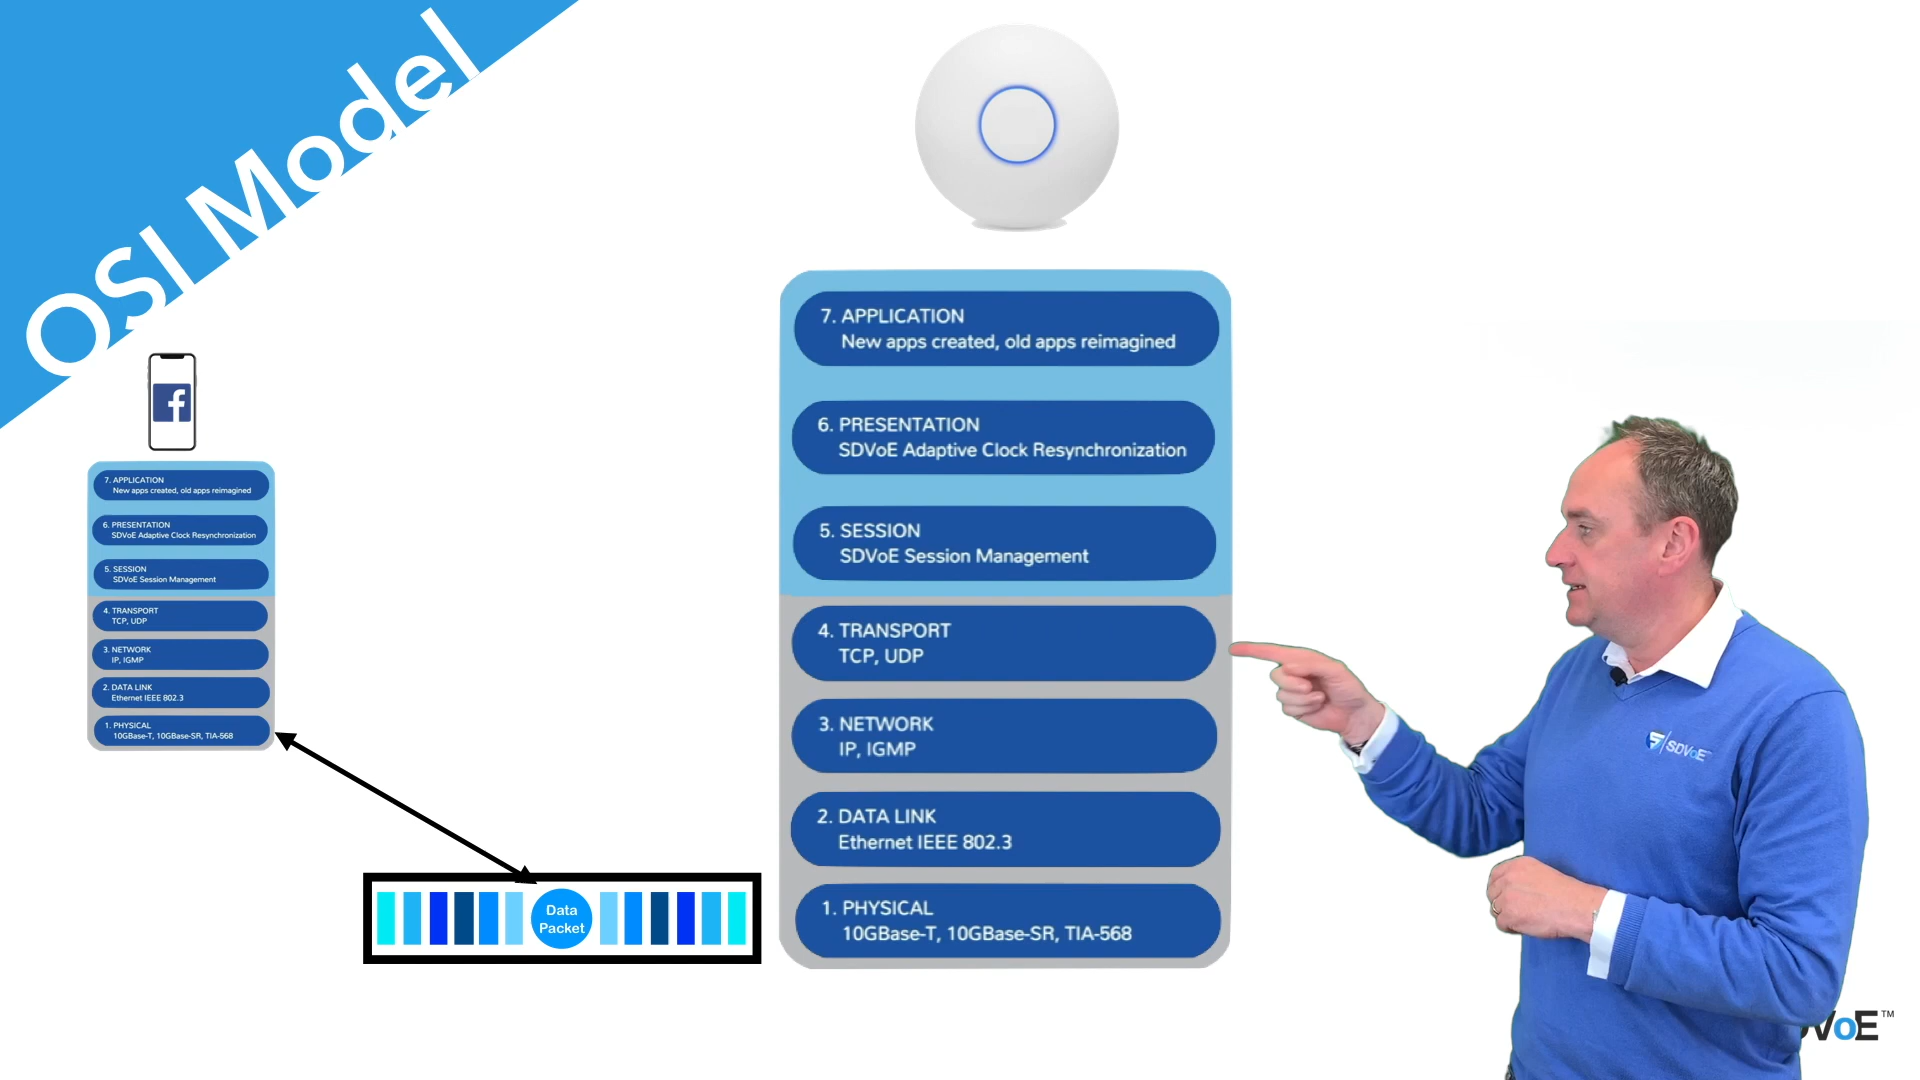 OSI Model
f
7. APPLICATION
New apps created, old apps reimagined
6. PRESENTATION
SDVoE Adaptive Clock Resynchronization
5. SESSION
SDVoE Session Management
4. TRANSPORT
TCP, UDP
3. NETWORK
IP, IGMP
2. DATA LINK
Ethernet IEEE 802.3
1. PHYSICAL
10GBase-T, 10GBase-SR, TIA-568
Data
Packet
7. APPLICATION
New apps created, old apps reimagined
6. PRESENTATION
SDVoE Adaptive Clock Resynchronization
5. SESSION
SDVoE Session Management
4. TRANSPORT
TCP, UDP
3. NETWORK
IP, IGMP
2. DATA LINK
Ethernet IEEE 802.3
1. PHYSICAL
10GBase-T, 10GBase-SR, TIA-568
SDVoE
VoE™